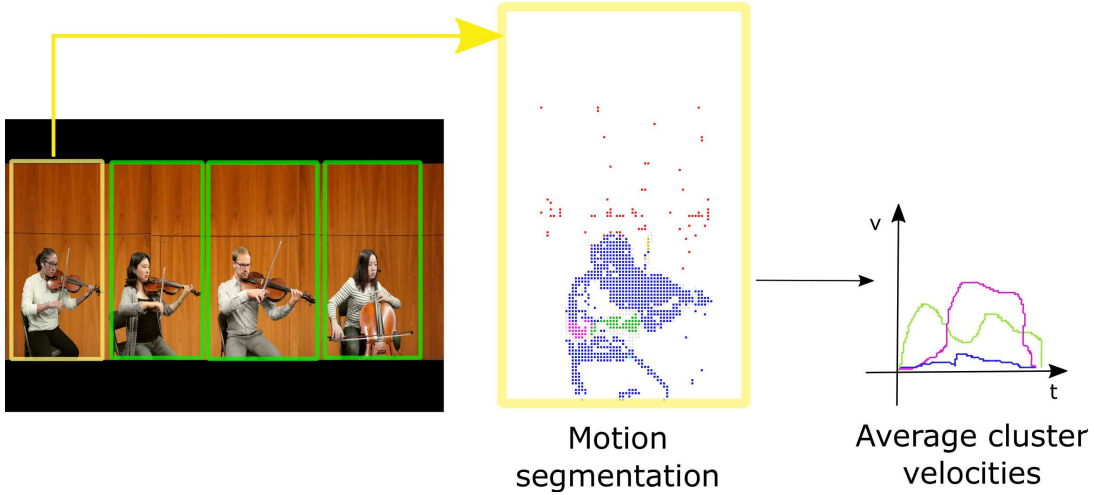 v
t
Motion
segmentation
Average cluster
velocities